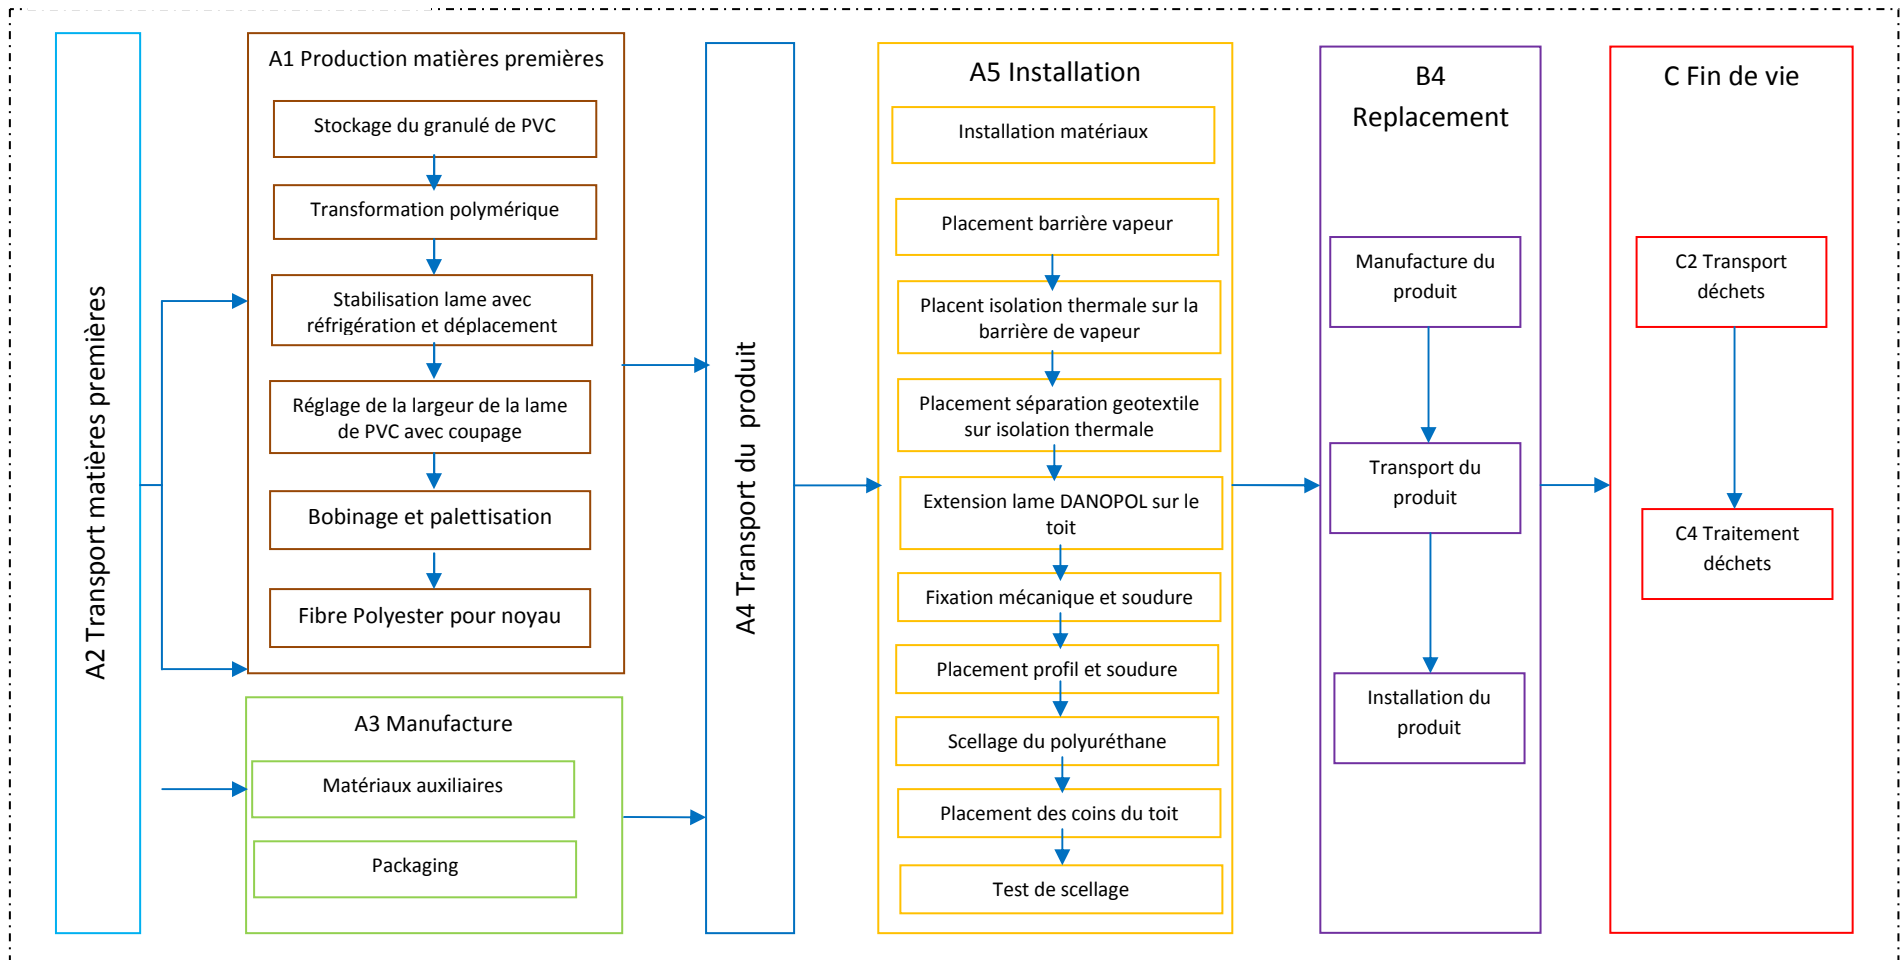 A2 Transport matières premières
A1 Production matières premières
Stockage du granulé de PVC
Transformation polymérique
Stabilisation lame avec
réfrigération et déplacement
Réglage de la largeur de la lame
de PVC avec coupage
Bobinage et palettisation
Fibre Polyester pour noyau
A3 Manufacture
Matériaux auxiliaires
Packaging
A4 Transport du produit
A5 Installation
Installation matériaux
Placement barrière vapeur
Placent isolation thermale sur la
barrière de vapeur
Placement séparation geotextile
sur isolation thermale
Extension lame DANOPOL sur le
toit
Fixation mécanique et soudure
Placement profil et soudure
Scellage du polyuréthane
Placement des coins du toit
Test de scellage
B4
Replacement
Manufacture du
produit
Transport du
produit
Installation du
produit
C Fin de vie
C2 Transport
déchets
C4 Traitement
déchets